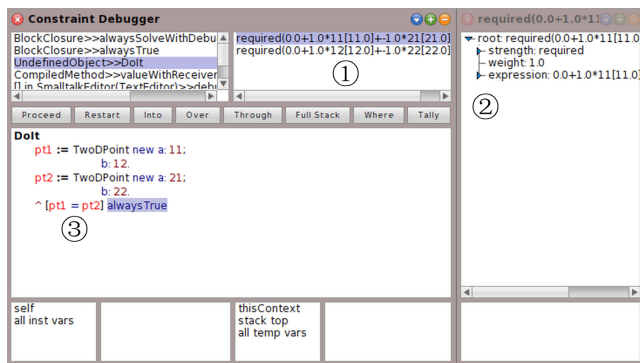 Constraint Debugger
BlockClosure>>alwaysSolveWithDebu
BlockClosure>>alwaysTrue
UndefinedObject>>DoIt
CompiledMethod>>valueWithReceiver
[] in SmalltalkEditor(TextEditor)>>deb
required(0.0+1.0*11[11.0]+-1.0*21[21.0]
required(0.0+1.0*12[12.0]+-1.0*22[22.0]
①
Proceed Restart Into Over Through Full Stack Where Tally
DoIt
pt1 := TwoDPoint new a: 11;
b: 12.
pt2 := TwoDPoint new a: 21;
b: 22.
^ [pt1 = pt2] alwaysTrue
③
self
all inst vars
thisContext
stack top
all temp vars
required(0.0+1.0*11
root: required(0.0+1.0*11[11.0
strength: required
weight: 1.0
expression: 0.0+1.0*11[11.0]
②